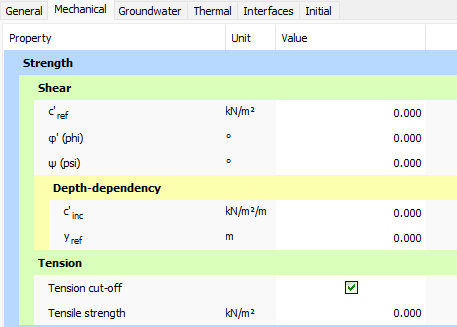 General Mechanical Groundwater Thermal Interfaces Initial
Property Unit Value
Strength
Shear
c'ref kN/m² 0.000
φ' (phi) ° 0.000
ψ (psi) ° 0.000
Depth-dependency
c'inc kN/m²/m 0.000
yref m 0.000
Tension
Tension cut-off
Tensile strength kN/m² 0.000